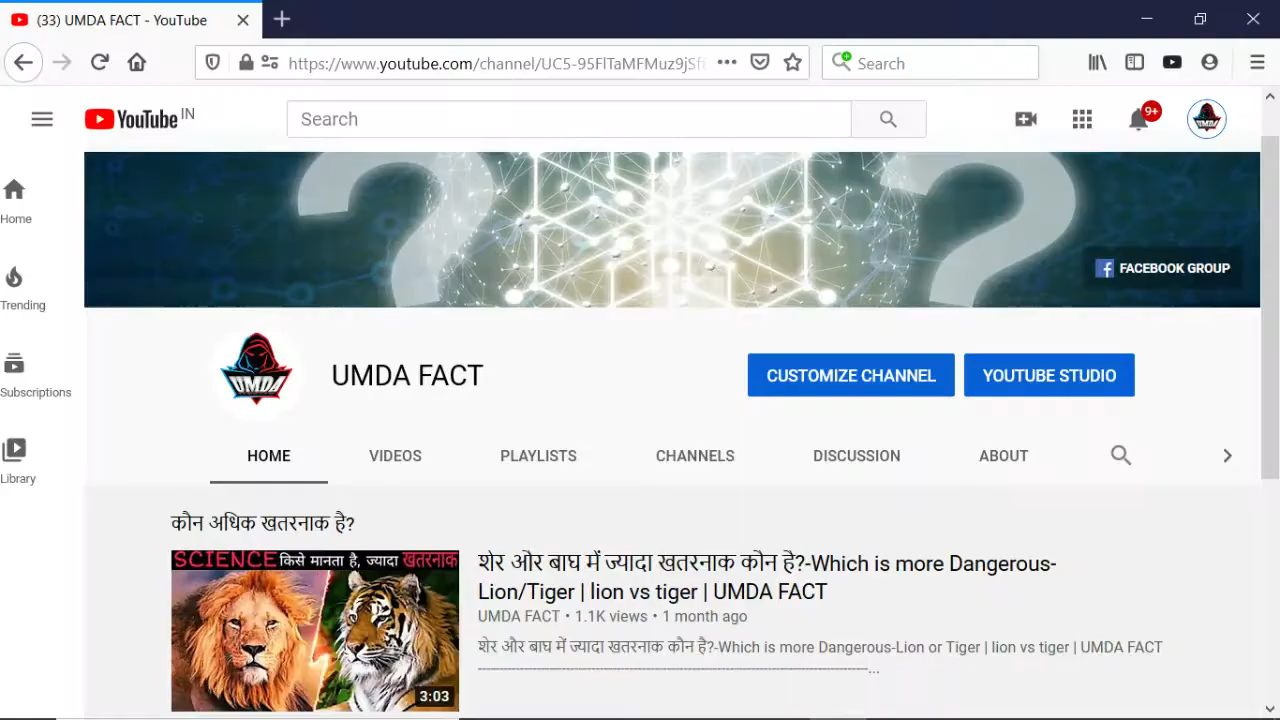 (33) UMDA FACT - YouTube
https://www.youtube.com/channel/UC5-95FlTaMFMuz9jSf
Search
YouTube IN
Search
9+
Home
Trending
Subscriptions
Library
FACEBOOK GROUP
UMDA
UMDA FACT
CUSTOMIZE CHANNEL
YOUTUBE STUDIO
HOME VIDEOS PLAYLISTS CHANNELS DISCUSSION ABOUT
कौन अधिक खतरनाक है?
SCIENCE किसे मानता है, ज्यादा खतरनाक
3:03
शेर ओर बाघ में ज्यादा खतरनाक कोन है?-Which is more Dangerous-
Lion/Tiger | lion vs tiger | UMDA FACT
UMDA FACT • 1.1K views • 1 month ago
शेर और बाघ में ज्यादा खतरनाक कौन है?-Which is more Dangerous-Lion or Tiger | lion vs tiger | UMDA FACT